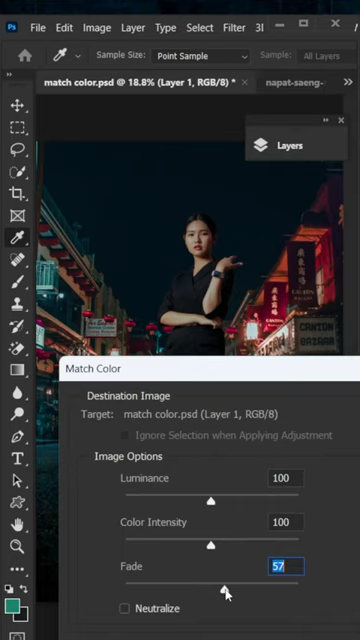 Ps File Edit Image Layer Type Select Filter 3I
Sample Size: Point Sample Sample: All Layers
match color.psd @ 18.8% (Layer 1, RGB/8) * × napat-saeng-
Layers
CANTON
BAZAAR
Match Color
Destination Image
Target: match color.psd (Layer 1, RGB/8)
Ignore Selection when Applying Adjustment
Image Options
Luminance 100
Color Intensity 100
Fade 57
Neutralize